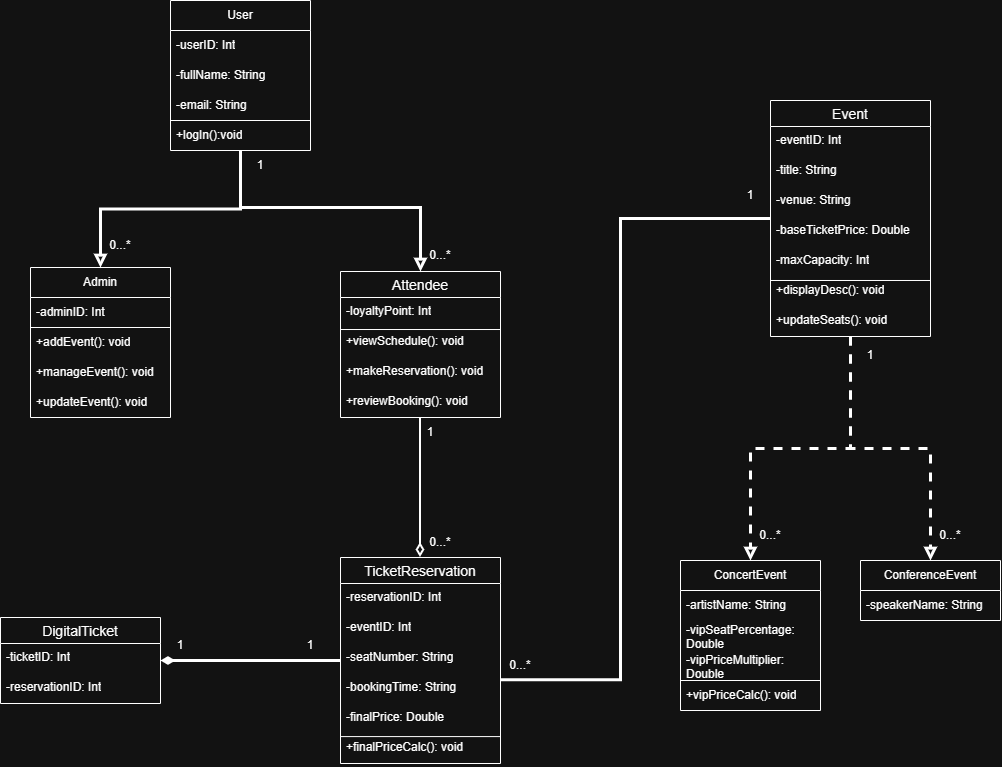 User
-userID: Int
-fullName: String
-email: String
+logIn():void
1
0...*
0...*
Admin
-adminID: Int
+addEvent(): void
+manageEvent(): void
+updateEvent(): void
Attendee
-loyaltyPoint: Int
+viewSchedule(): void
+makeReservation(): void
+reviewBooking(): void
1
0...*
TicketReservation
-reservationID: Int
-eventID: Int
-seatNumber: String
-bookingTime: String
-finalPrice: Double
+finalPriceCalc(): void
DigitalTicket
-ticketID: Int
-reservationID: Int
1
1
0...*
1
Event
-eventID: Int
-title: String
-venue: String
-baseTicketPrice: Double
-maxCapacity: Int
+displayDesc(): void
+updateSeats(): void
1
0...*
0...*
ConcertEvent
-artistName: String
-vipSeatPercentage:
Double
-vipPriceMultiplier:
Double
+vipPriceCalc(): void
ConferenceEvent
-speakerName: String